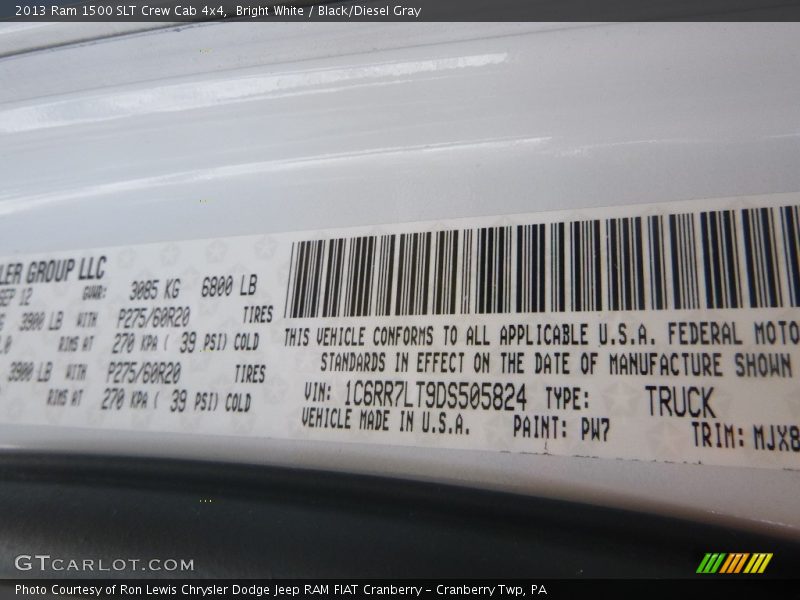 2013 Ram 1500 SLT Crew Cab 4x4, Bright White / Black/Diesel Gray
LER GROUP LLC
SEP 12 GVWR: 3085 KG 6800 LB
3900 LB WITH P275/60R20 TIRES
RIMS AT 270 KPA ( 39 PSI) COLD
3900 LB WITH P275/60R20 TIRES
RIMS AT 270 KPA ( 39 PSI) COLD
THIS VEHICLE CONFORMS TO ALL APPLICABLE U.S.A. FEDERAL MOTO
STANDARDS IN EFFECT ON THE DATE OF MANUFACTURE SHOWN
VIN: 1C6RR7LT9DS505824 TYPE: TRUCK
VEHICLE MADE IN U.S.A. PAINT: PW7 TRIM: MJX8
GTCARLOT.COM
Photo Courtesy of Ron Lewis Chrysler Dodge Jeep RAM FIAT Cranberry – Cranberry Twp, PA